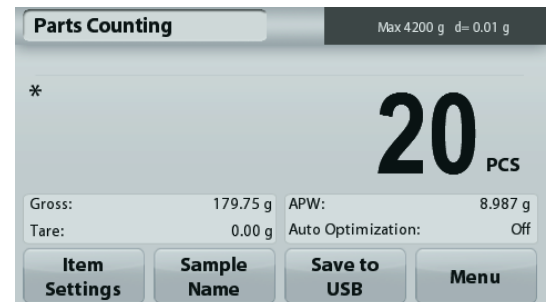 Parts Counting Max 4200 g d= 0.01 g
*
20 PCS
Gross: 179.75 g APW: 8.987 g
Tare: 0.00 g Auto Optimization: Off
Item Settings Sample Name Save to USB Menu